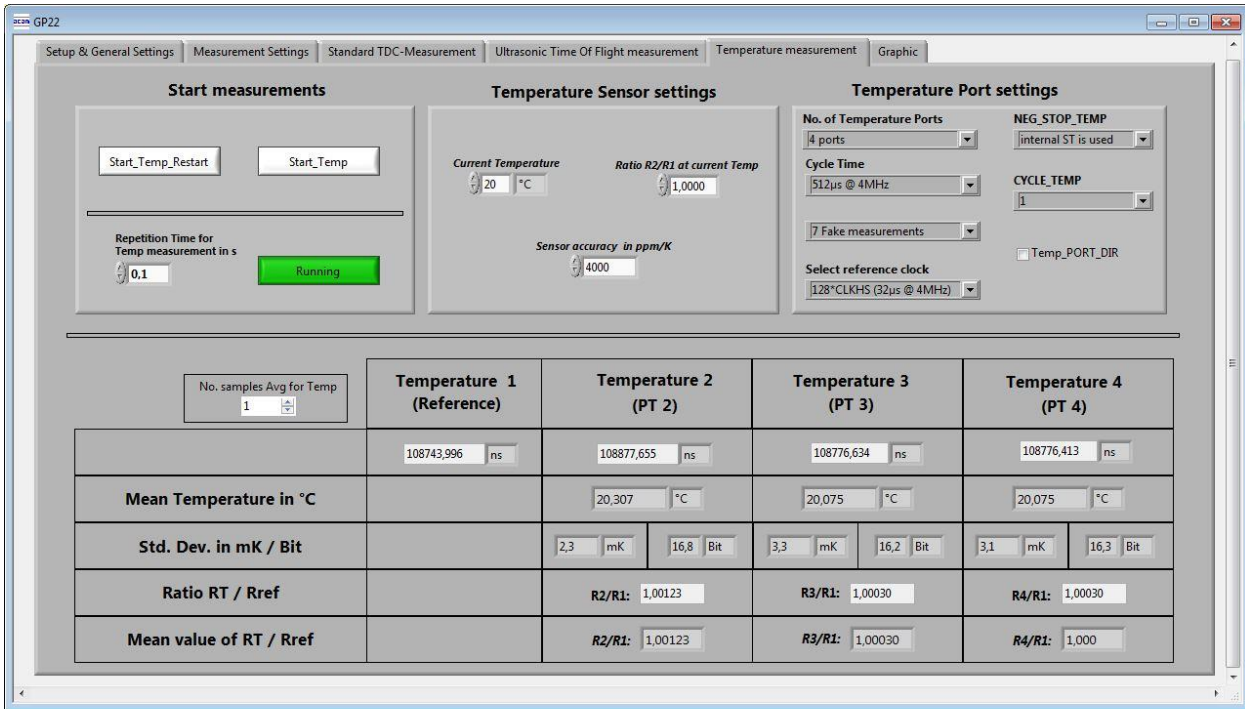 acam GP22
Setup & General Settings Measurement Settings Standard TDC-Measurement Ultrasonic Time Of Flight measurement Temperature measurement Graphic
Start measurements
Start_Temp_Restart Start_Temp
Repetition Time for
Temp measurement in s
0,1 Running
Temperature Sensor settings
Current Temperature Ratio R2/R1 at current Temp
20 °C 1,0000
Sensor accuracy in ppm/K
4000
Temperature Port settings
No. of Temperature Ports NEG_STOP_TEMP
4 ports internal ST is used
Cycle Time CYCLE_TEMP
512µs @ 4MHz 1
7 Fake measurements
Temp_PORT_DIR
Select reference clock
128*CLKHS (32µs @ 4MHz)
No. samples Avg for Temp
1
Temperature 1
(Reference)
Temperature 2
(PT 2)
Temperature 3
(PT 3)
Temperature 4
(PT 4)
108743,996 ns 108877,655 ns 108776,634 ns 108776,413 ns
Mean Temperature in °C 20,307 °C 20,075 °C 20,075 °C
Std. Dev. in mK / Bit 2,3 mK 16,8 Bit 3,3 mK 16,2 Bit 3,1 mK 16,3 Bit
Ratio RT / Rref R2/R1: 1,00123 R3/R1: 1,00030 R4/R1: 1,00030
Mean value of RT / Rref R2/R1: 1,00123 R3/R1: 1,00030 R4/R1: 1,000